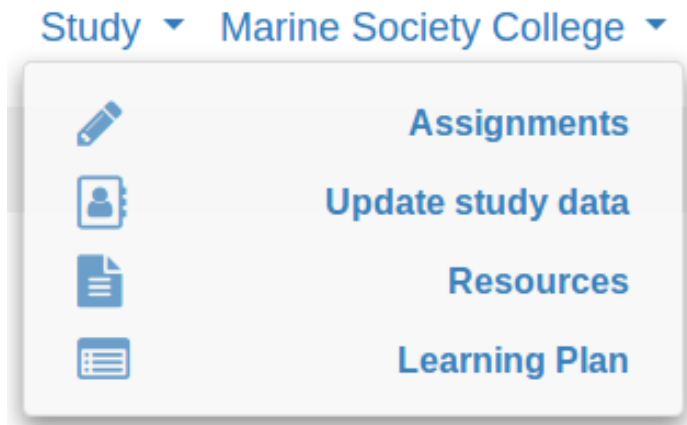 Study Marine Society College
Assignments
Update study data
Resources
Learning Plan